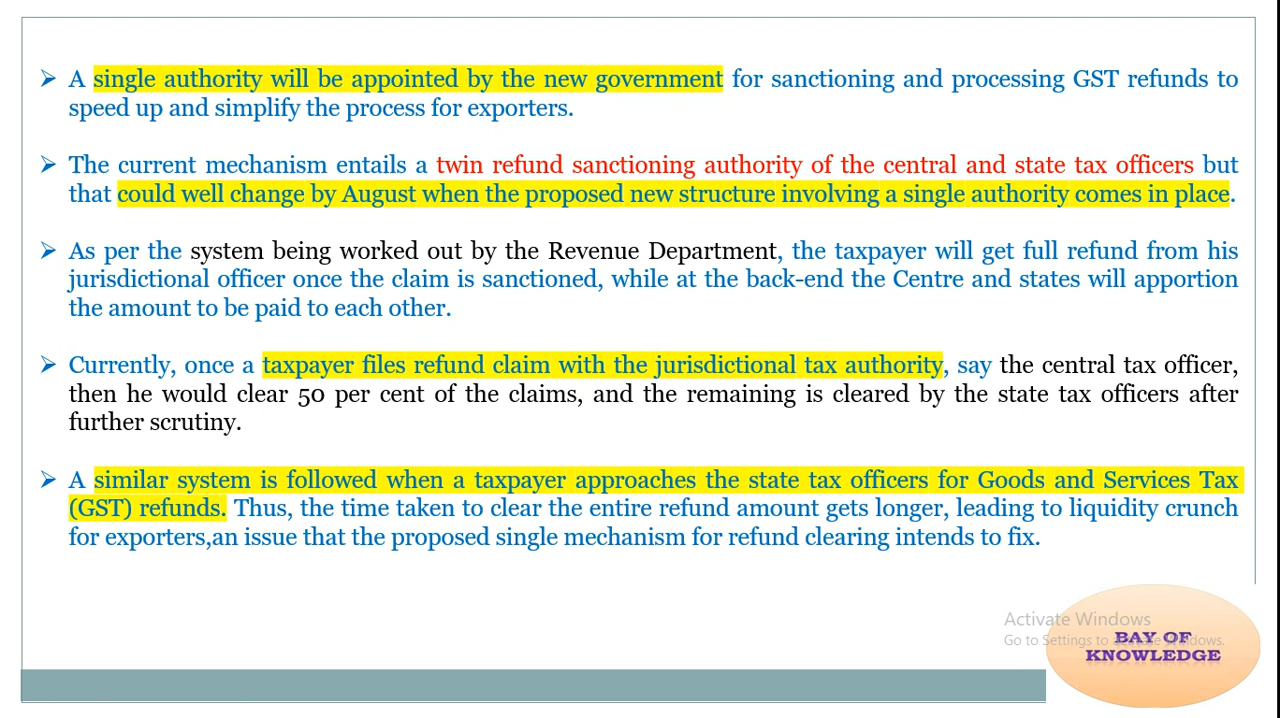 ➢ A single authority will be appointed by the new government for sanctioning and processing GST refunds to
speed up and simplify the process for exporters.
➢ The current mechanism entails a twin refund sanctioning authority of the central and state tax officers but
that could well change by August when the proposed new structure involving a single authority comes in place.
➢ As per the system being worked out by the Revenue Department, the taxpayer will get full refund from his
jurisdictional officer once the claim is sanctioned, while at the back-end the Centre and states will apportion
the amount to be paid to each other.
➢ Currently, once a taxpayer files refund claim with the jurisdictional tax authority, say the central tax officer,
then he would clear 50 per cent of the claims, and the remaining is cleared by the state tax officers after
further scrutiny.
➢ A similar system is followed when a taxpayer approaches the state tax officers for Goods and Services Tax
(GST) refunds. Thus, the time taken to clear the entire refund amount gets longer, leading to liquidity crunch
for exporters,an issue that the proposed single mechanism for refund clearing intends to fix.
Activate Windows
Go to Settings to activate Windows.
BAY OF
KNOWLEDGE